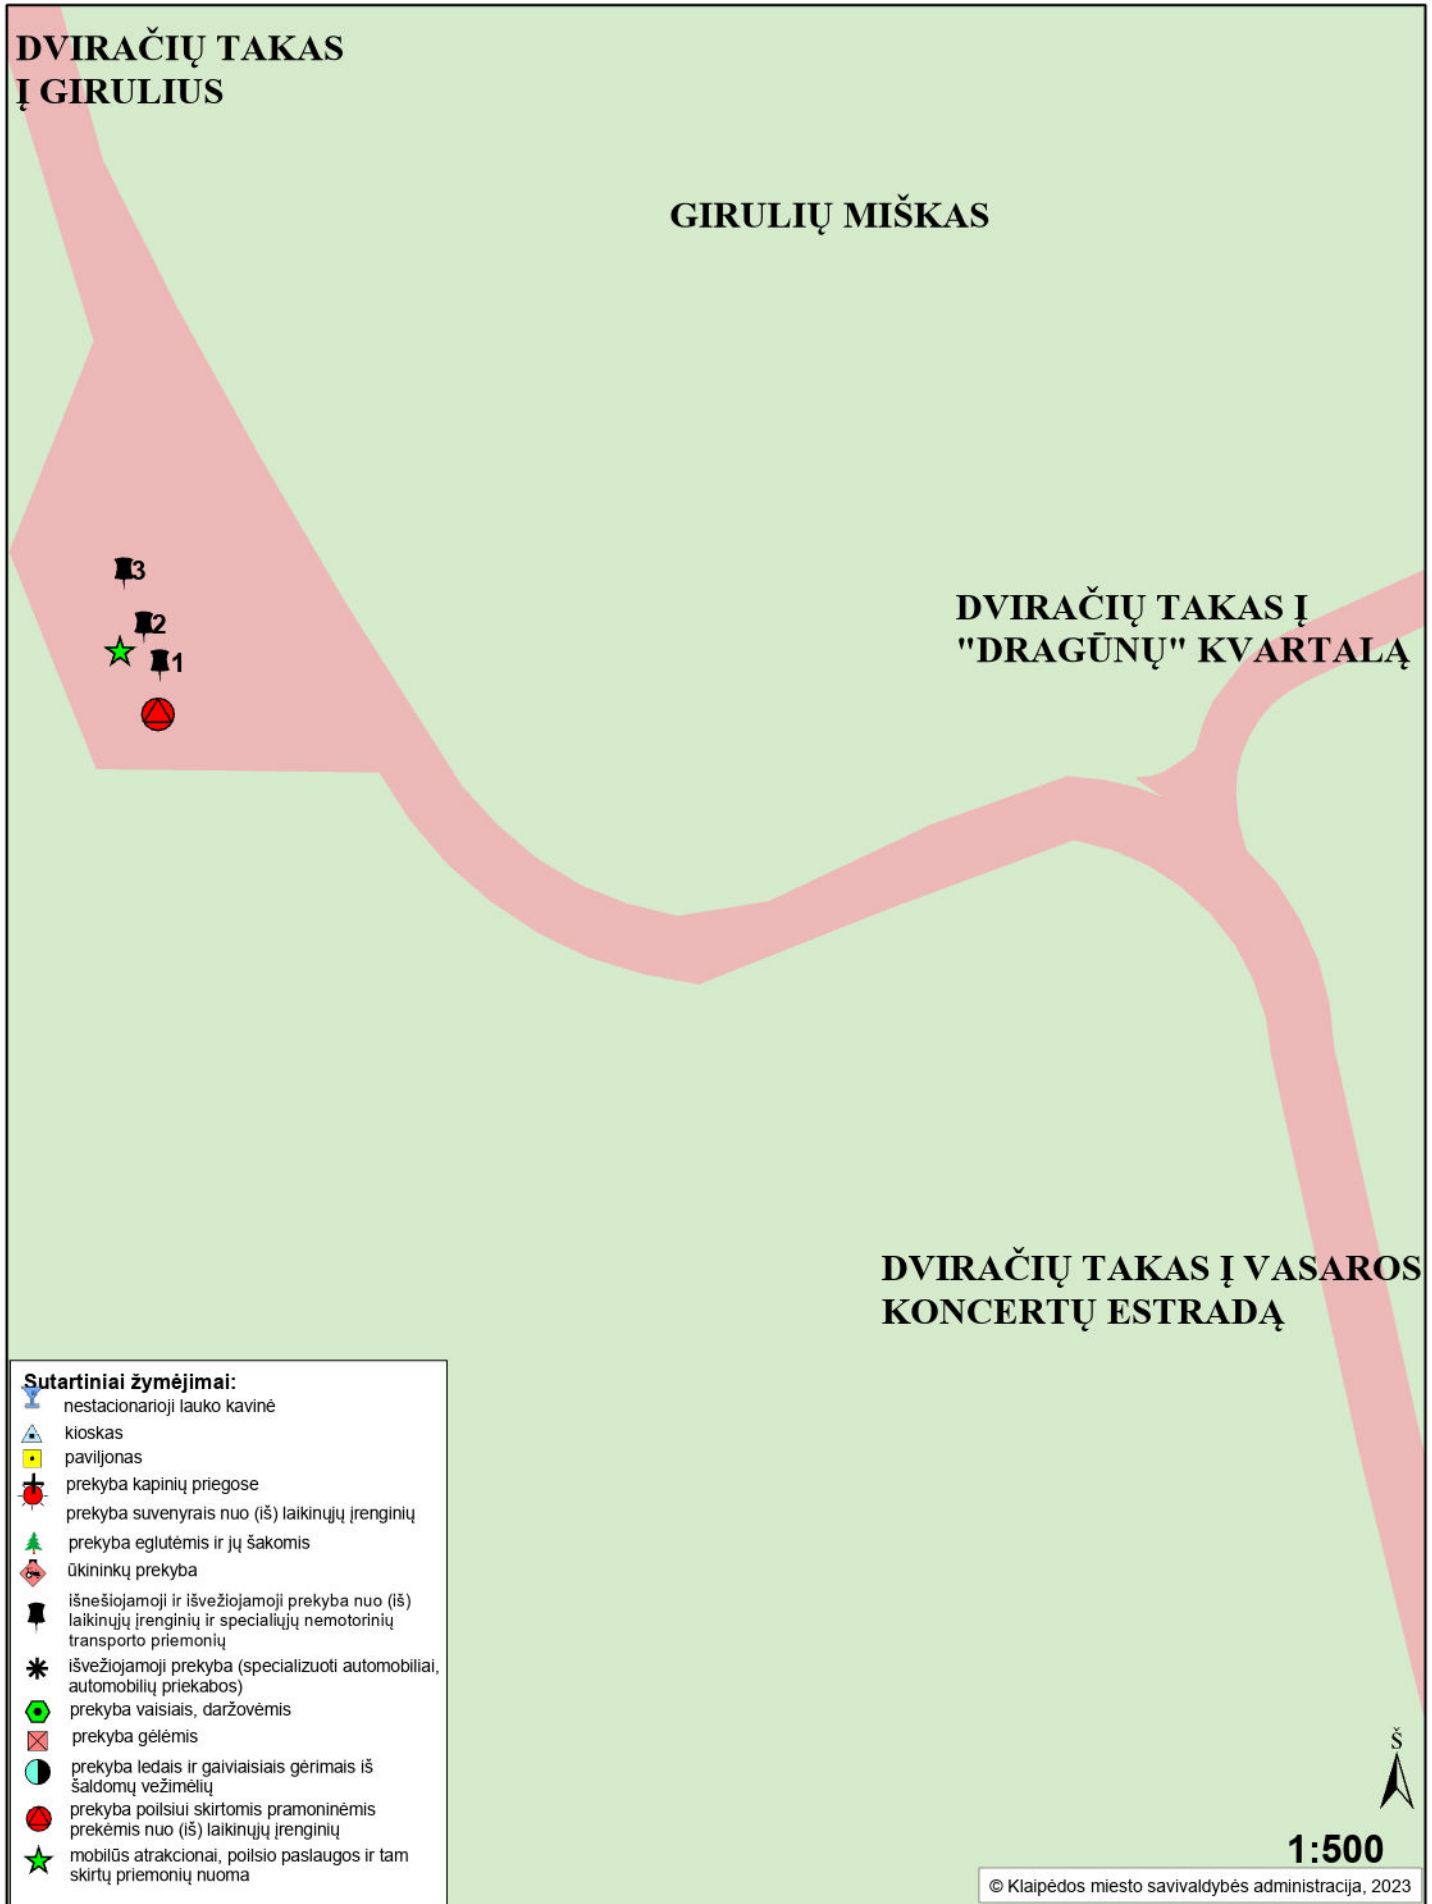 DVIRAČIŲ TAKAS
Į GIRULIUS
GIRULIŲ MIŠKAS
3
2
1
DVIRAČIŲ TAKAS Į
"DRAGŪNŲ" KVARTALĄ
DVIRAČIŲ TAKAS Į VASAROS
KONCERTŲ ESTRADĄ
Sutartiniai žymėjimai:
nestacionarioji lauko kavinė
kioskas
paviljonas
prekyba kapinių priegose
prekyba suvenyrais nuo (iš) laikinųjų įrenginių
prekyba eglutėmis ir jų šakomis
ūkininkų prekyba
išnešiojamoji ir išvežiojamoji prekyba nuo (iš)
laikinųjų įrenginių ir specialiųjų nemotorinių
transporto priemonių
išvežiojamoji prekyba (specializuoti automobiliai,
automobilių priekabos)
prekyba vaisiais, daržovėmis
prekyba gėlėmis
prekyba ledais ir gaiviaisiais gėrimais iš
šaldomų vežimėlių
prekyba poilsiui skirtomis pramoninėmis
prekėmis nuo (iš) laikinųjų įrenginių
mobilūs atrakcionai, poilsio paslaugos ir tam
skirtų priemonių nuoma
Š
1:500
© Klaipėdos miesto savivaldybės administracija, 2023